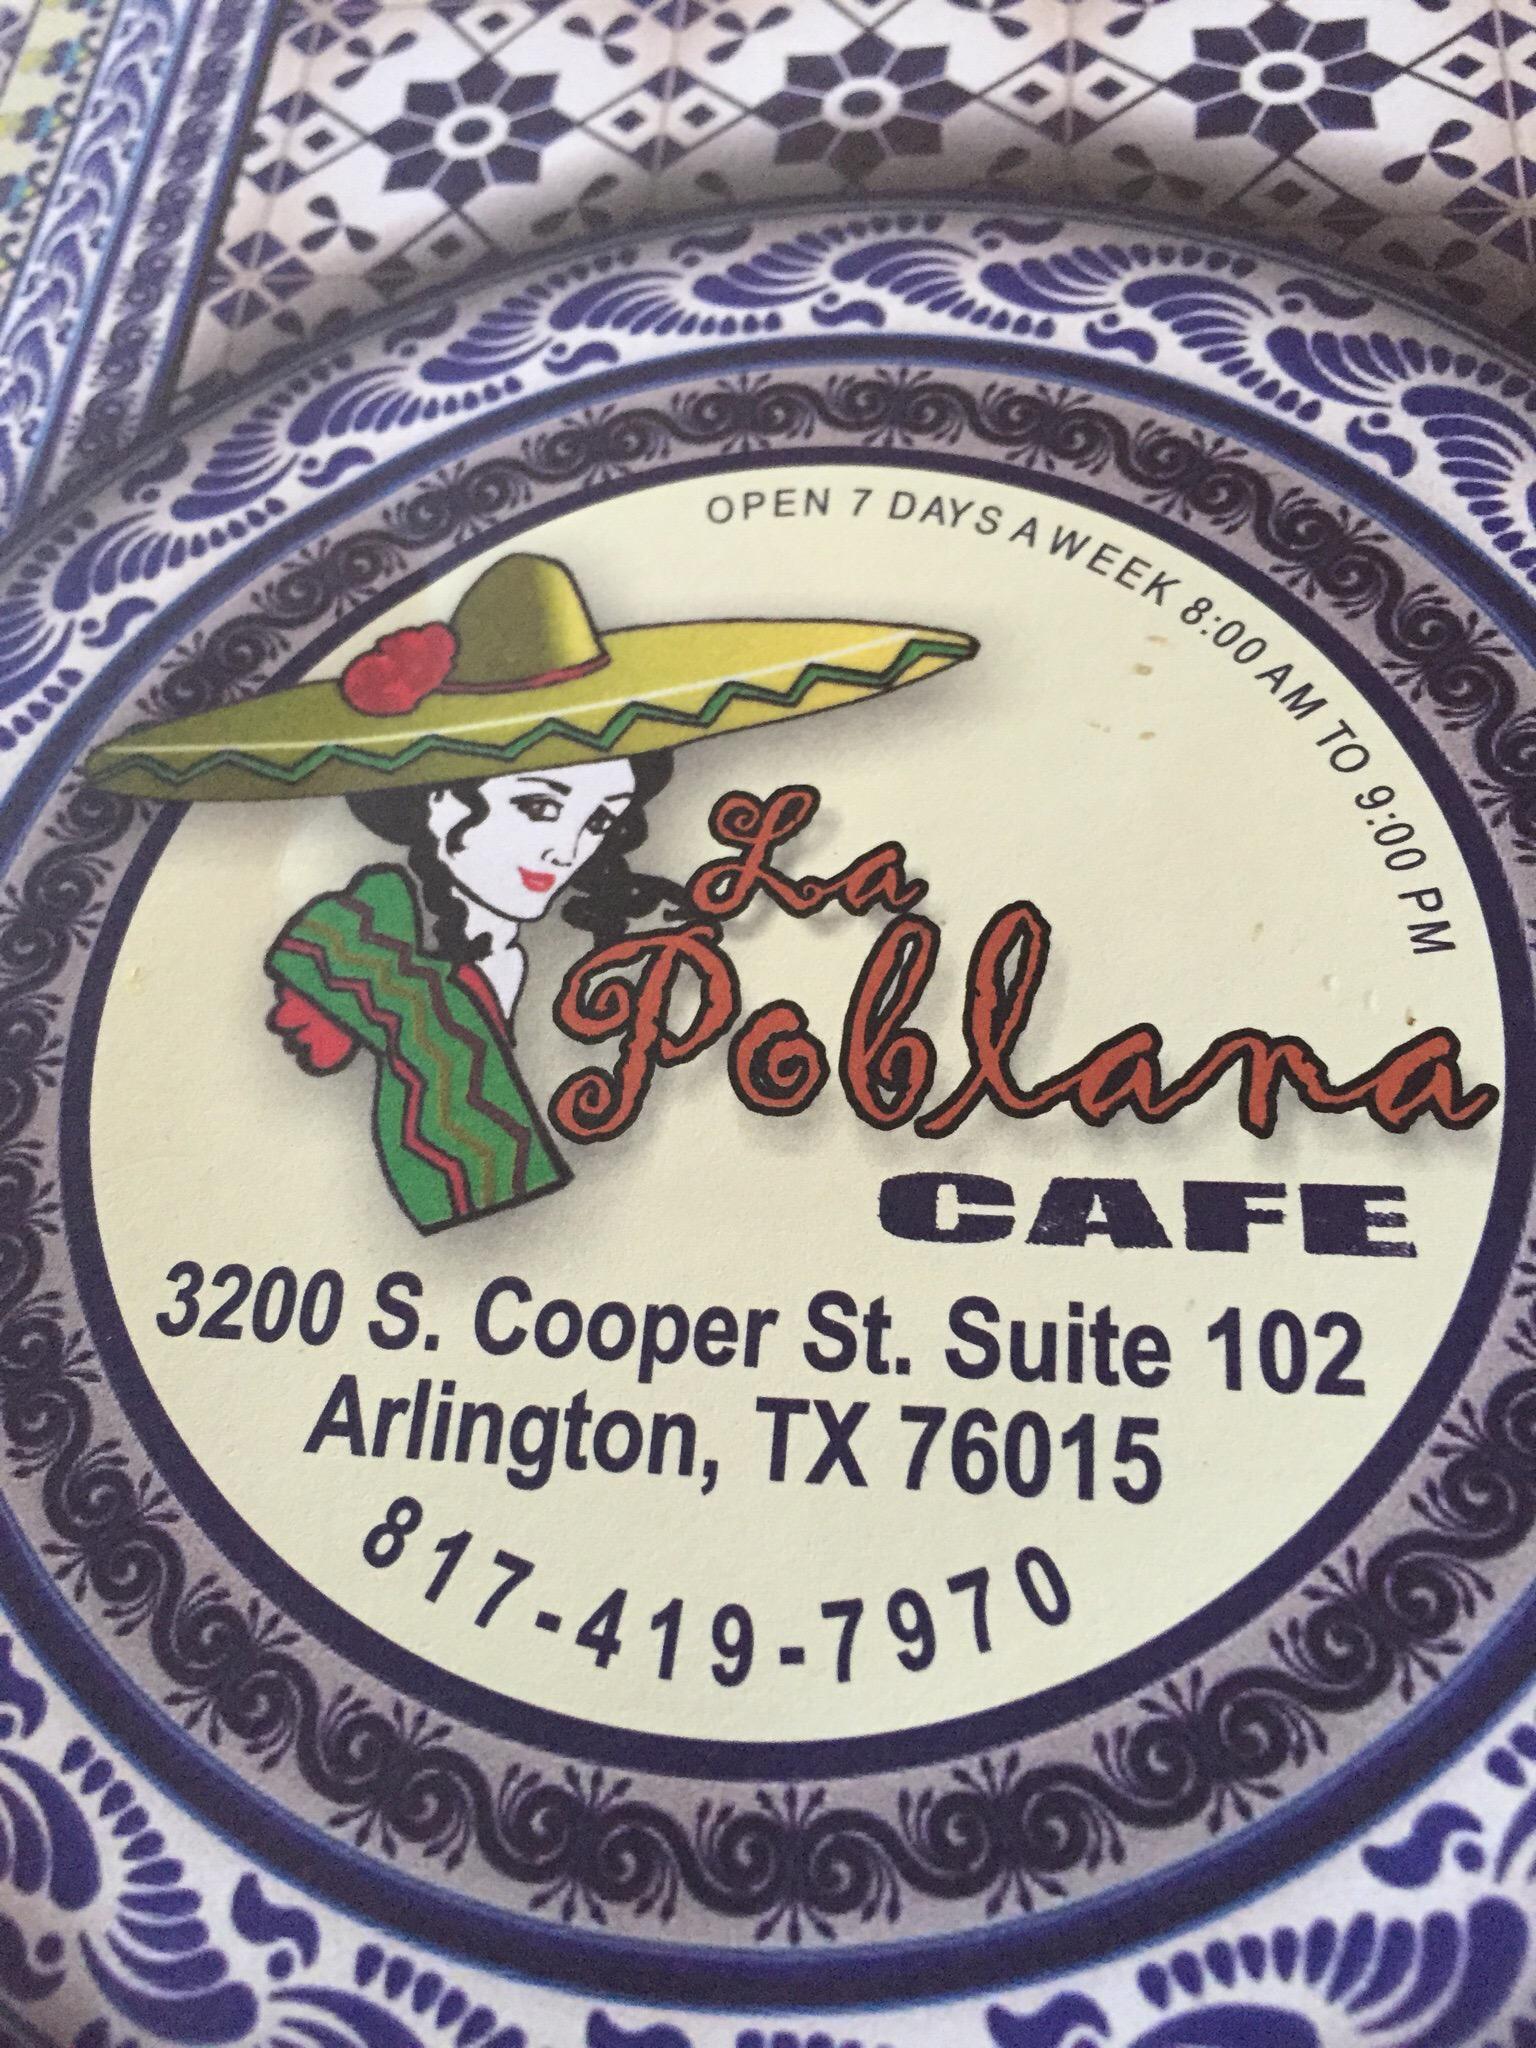 OPEN 7 DAYS A WEEK 8:00 AM TO 9:00 PM
La
Poblana
CAFE
3200 S. Cooper St. Suite 102
Arlington, TX 76015
817-419-7970